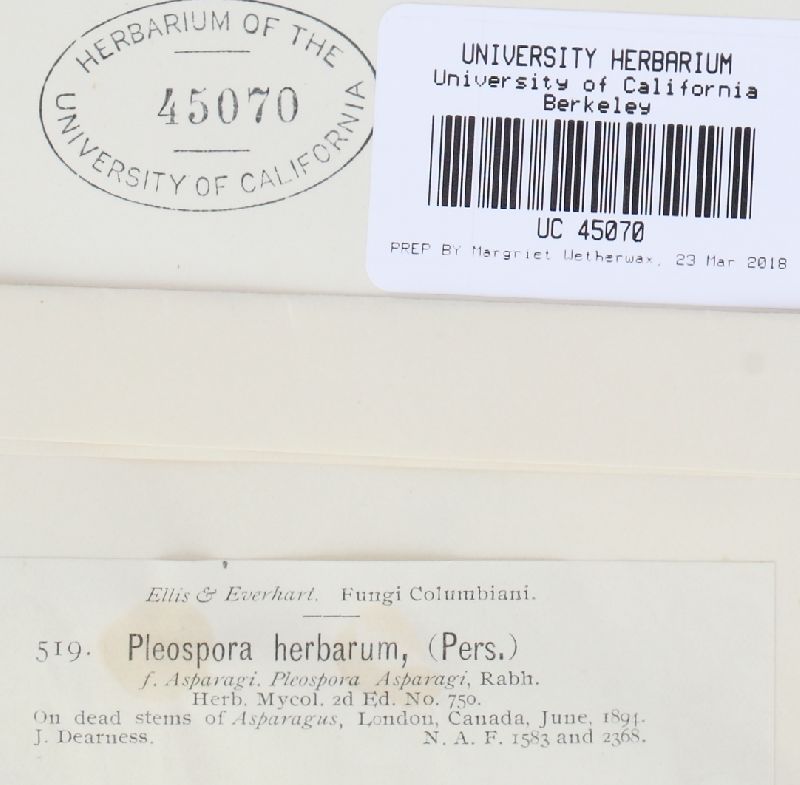 HERBARIUM OF THE
45070
UNIVERSITY OF CALIFORNIA
UNIVERSITY HERBARIUM
University of California
Berkeley
UC 45070
PREP BY Margriet Wetherwax, 23 Mar 2018
Ellis & Everhart. Fungi Columbiani.
519. Pleospora herbarum, (Pers.)
f. Asparagi. Pleospora Asparagi, Rabh.
Herb. Mycol. 2d Ed. No. 750.
On dead stems of Asparagus, London, Canada, June, 1894.
J. Dearness. N. A. F. 1583 and 2368.